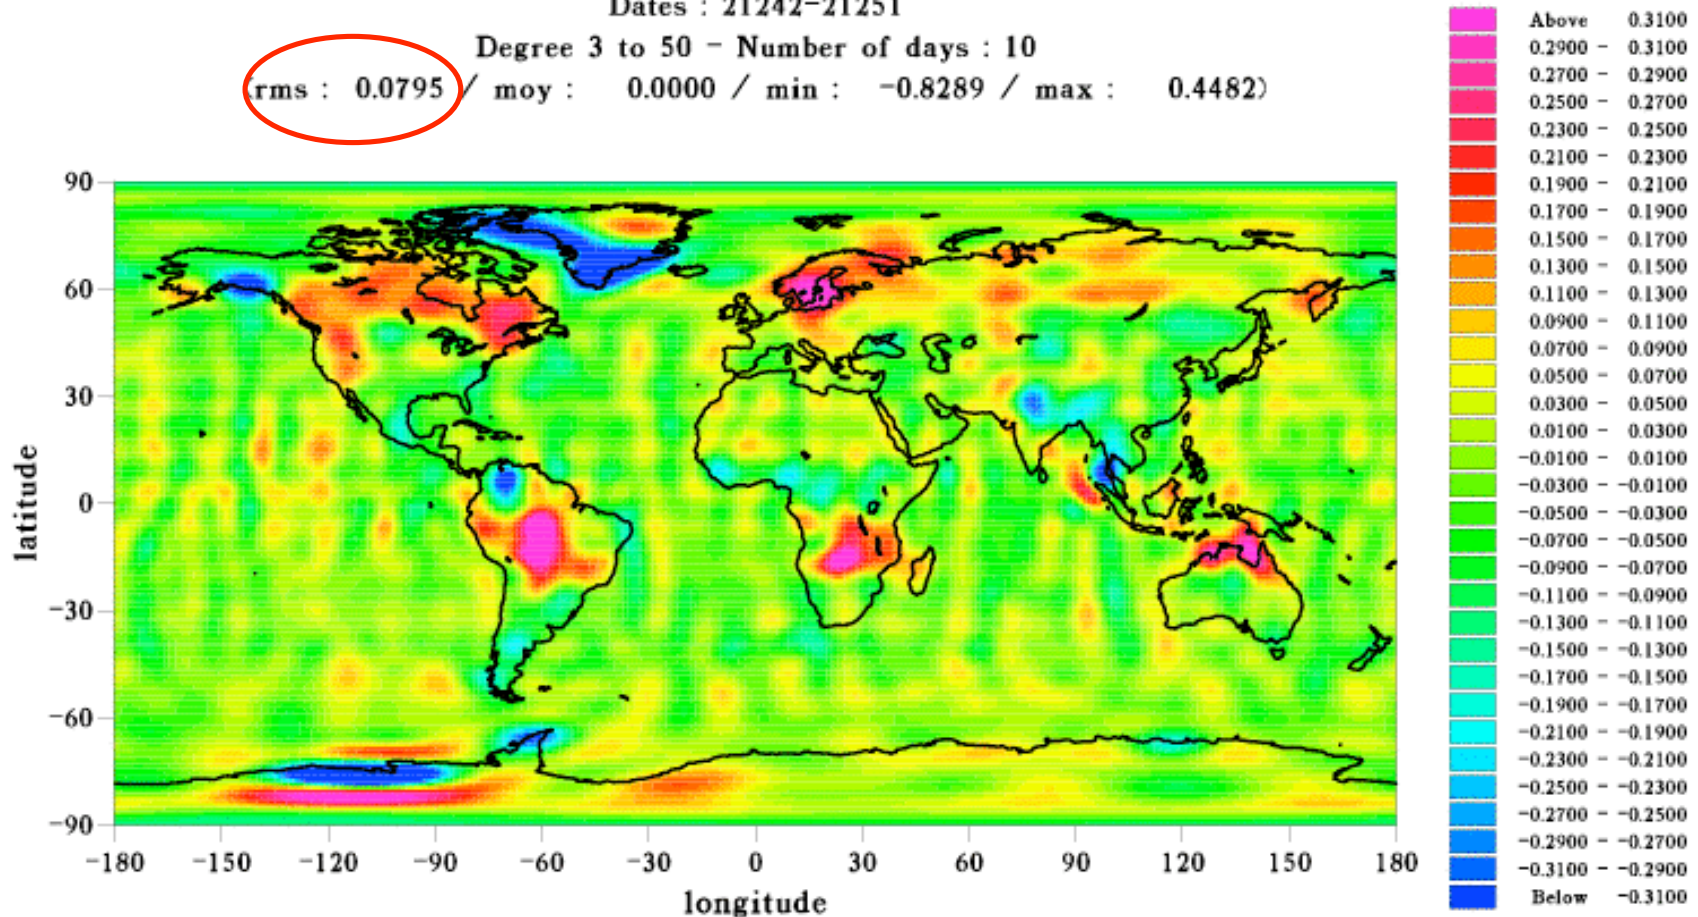 Dates : 21242-21251
Degree 3 to 50 - Number of days : 10
(rms : 0.0795 / moy : 0.0000 / min : -0.8289 / max : 0.4482)
Above 0.3100
0.2900 - 0.3100
0.2700 - 0.2900
0.2500 - 0.2700
0.2300 - 0.2500
0.2100 - 0.2300
0.1900 - 0.2100
0.1700 - 0.1900
0.1500 - 0.1700
0.1300 - 0.1500
0.1100 - 0.1300
0.0900 - 0.1100
0.0700 - 0.0900
0.0500 - 0.0700
0.0300 - 0.0500
0.0100 - 0.0300
-0.0100 - 0.0100
-0.0300 - -0.0100
-0.0500 - -0.0300
-0.0700 - -0.0500
-0.0900 - -0.0700
-0.1100 - -0.0900
-0.1300 - -0.1100
-0.1500 - -0.1300
-0.1700 - -0.1500
-0.1900 - -0.1700
-0.2100 - -0.1900
-0.2300 - -0.2100
-0.2500 - -0.2300
-0.2700 - -0.2500
-0.2900 - -0.2700
-0.3100 - -0.2900
Below -0.3100
90
60
30
0
-30
-60
-90
latitude
-180 -150 -120 -90 -60 -30 0 30 60 90 120 150 180
longitude